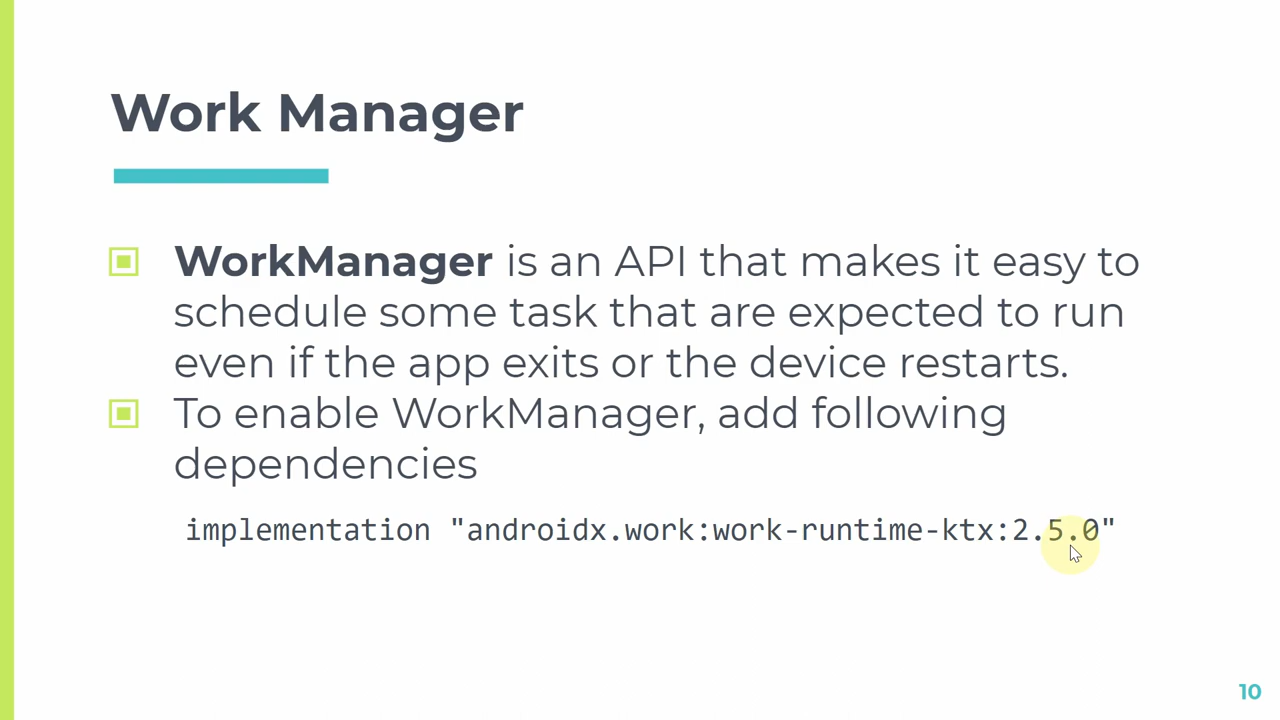 Work Manager
WorkManager is an API that makes it easy to
schedule some task that are expected to run
even if the app exits or the device restarts.
To enable WorkManager, add following
dependencies
implementation "androidx.work:work-runtime-ktx:2.5.0"
10